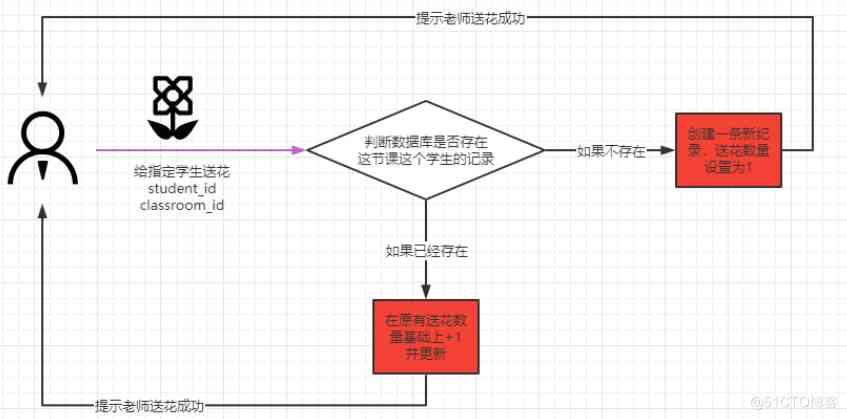 提示老师送花成功
给指定学生送花
student_id
classroom_id
判断数据库是否存在
这节课这个学生的记录
如果不存在
创建一条新纪
录、送花数量
设置为1
如果已经存在
在原有送花数
量基础上+1
并更新
提示老师送花成功
@51CTO博客